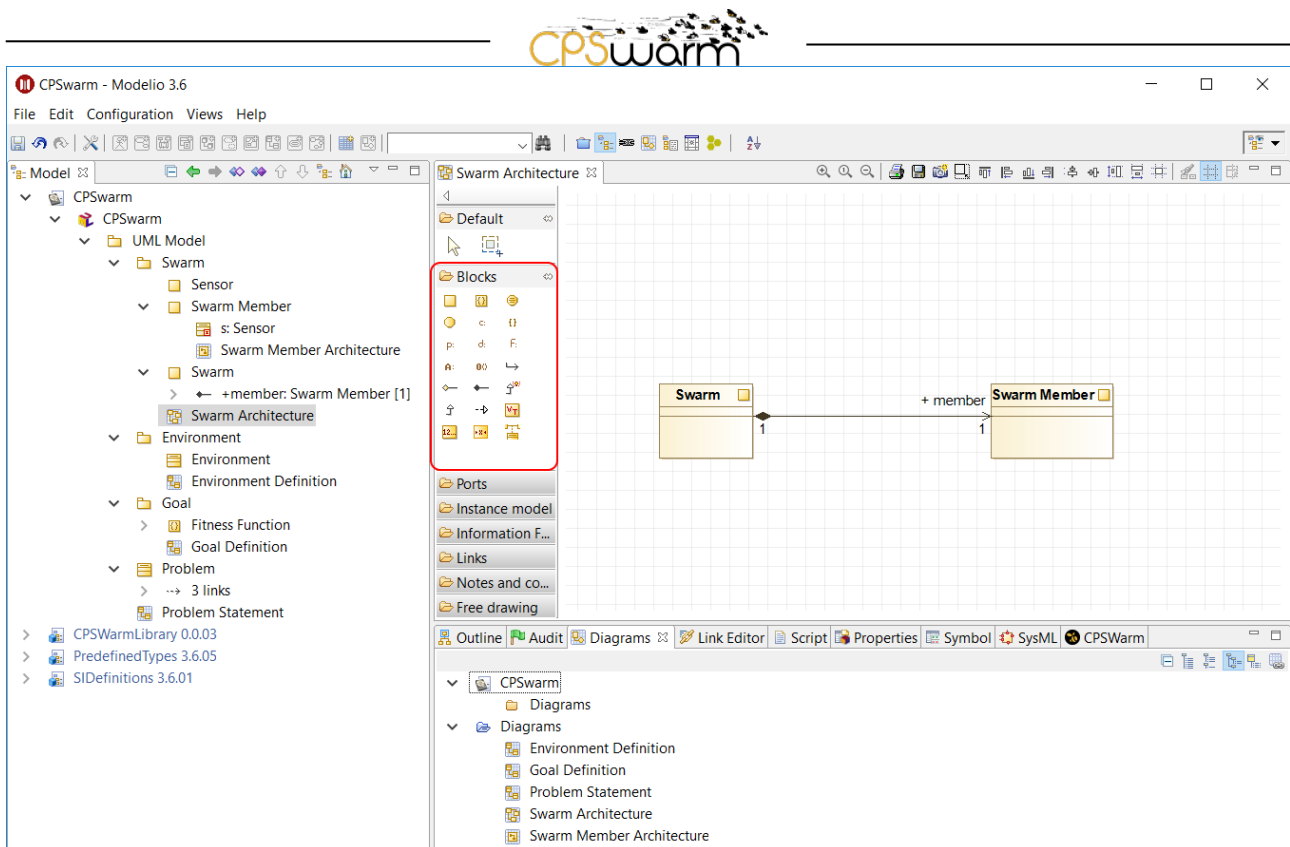 CPSwarm
CPSwarm - Modelio 3.6
File Edit Configuration Views Help
Model
CPSwarm
CPSwarm
UML Model
Swarm
Sensor
Swarm Member
s: Sensor
Swarm Member Architecture
Swarm
+member: Swarm Member [1]
Swarm Architecture
Environment
Environment
Environment Definition
Goal
Fitness Function
Goal Definition
Problem
3 links
Problem Statement
CPSWarmLibrary 0.0.03
PredefinedTypes 3.6.05
SIDefinitions 3.6.01
Swarm Architecture
Default
Blocks
Ports
Instance model
Information F...
Links
Notes and co...
Free drawing
Swarm
+ member
Swarm Member
1
1
Outline Audit Diagrams Link Editor Script Properties Symbol SysML CPSWarm
CPSwarm
Diagrams
Diagrams
Environment Definition
Goal Definition
Problem Statement
Swarm Architecture
Swarm Member Architecture